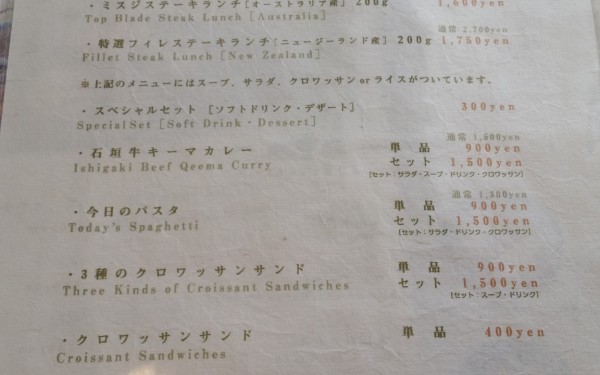 ・ミスジステーキランチ[オーストラリア産] 200g 1,600yen
Top Blade Steak Lunch [Australia]
通常 2,700yen
・特選フィレステーキランチ[ニュージーランド産] 200g 1,750yen
Fillet Steak Lunch [New Zealand]
※上記のメニューにはスープ、サラダ、クロワッサンorライスがついています。
・スペシャルセット [ソフトドリンク・デザート] 300yen
Special Set [Soft Drink・Dessert]
通常 1,500yen
・石垣牛キーマカレー 単品 900yen
Ishigaki Beef Qeema Curry セット 1,500yen
[セット：サラダ・スープ・ドリンク・クロワッサン]
通常 1,500yen
・今日のパスタ 単品 900yen
Today's Spaghetti セット 1,500yen
[セット：サラダ・ドリンク・クロワッサン]
・3種のクロワッサンサンド 単品 900yen
Three Kinds of Croissant Sandwiches セット 1,500yen
[セット：スープ・ドリンク]
・クロワッサンサンド 単品 400yen
Croissant Sandwiches